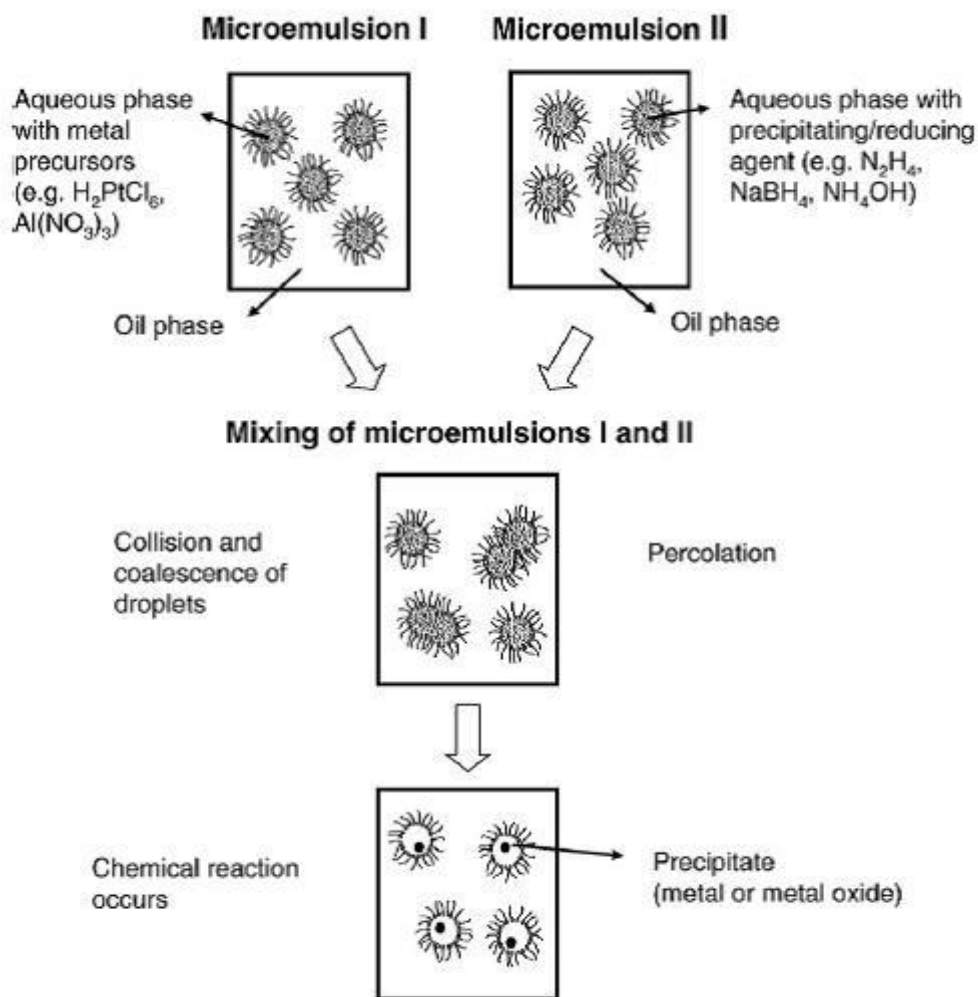 Microemulsion I
Microemulsion II
Aqueous phase
with metal
precursors
(e.g. H₂PtCl₆,
Al(NO₃)₃)
Aqueous phase with
precipitating/reducing
agent (e.g. N₂H₄,
NaBH₄, NH₄OH)
Oil phase
Oil phase
Mixing of microemulsions I and II
Collision and
coalescence of
droplets
Percolation
Chemical reaction
occurs
Precipitate
(metal or metal oxide)